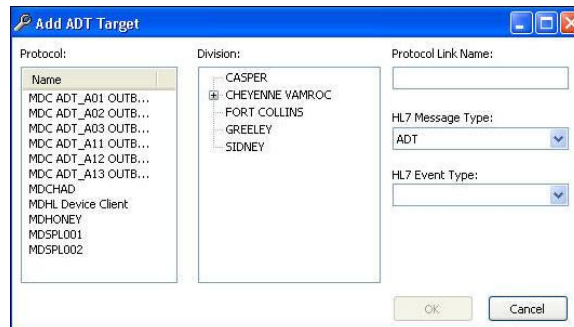 Add ADT Target
Protocol:
Name
MDC ADT_A01 OUTB...
MDC ADT_A02 OUTB...
MDC ADT_A03 OUTB...
MDC ADT_A11 OUTB...
MDC ADT_A12 OUTB...
MDC ADT_A13 OUTB...
MDCHAD
MDHL Device Client
MDHONEY
MDSPL001
MDSPL002
Division:
CASPER
CHEYENNE VAMROC
FORT COLLINS
GREELEY
SIDNEY
Protocol Link Name:
HL7 Message Type:
ADT
HL7 Event Type:
OK
Cancel